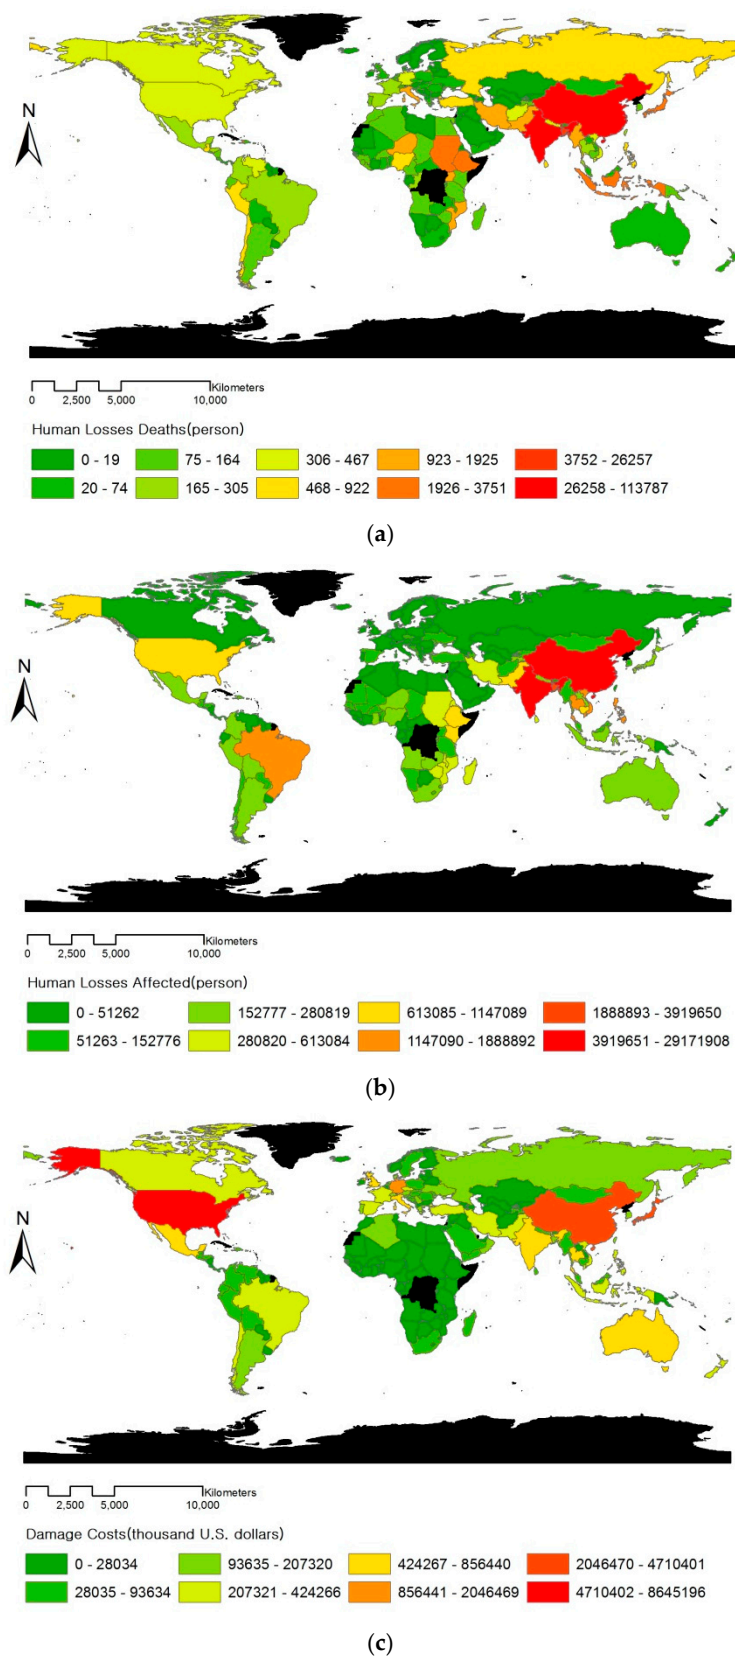 N
Kilometers
0 2,500 5,000 10,000
Human Losses Deaths(person)
0 - 19 75 - 164 306 - 467 923 - 1925 3752 - 26257
20 - 74 165 - 305 468 - 922 1926 - 3751 26258 - 113787
(a)
N
Kilometers
0 2,500 5,000 10,000
Human Losses Affected(person)
0 - 51262 152777 - 280819 613085 - 1147089 1888893 - 3919650
51263 - 152776 280820 - 613084 1147090 - 1888892 3919651 - 29171908
(b)
N
Kilometers
0 2,500 5,000 10,000
Damage Costs(thousand U.S. dollars)
0 - 28034 93635 - 207320 424267 - 856440 2046470 - 4710401
28035 - 93634 207321 - 424266 856441 - 2046469 4710402 - 8645196
(c)